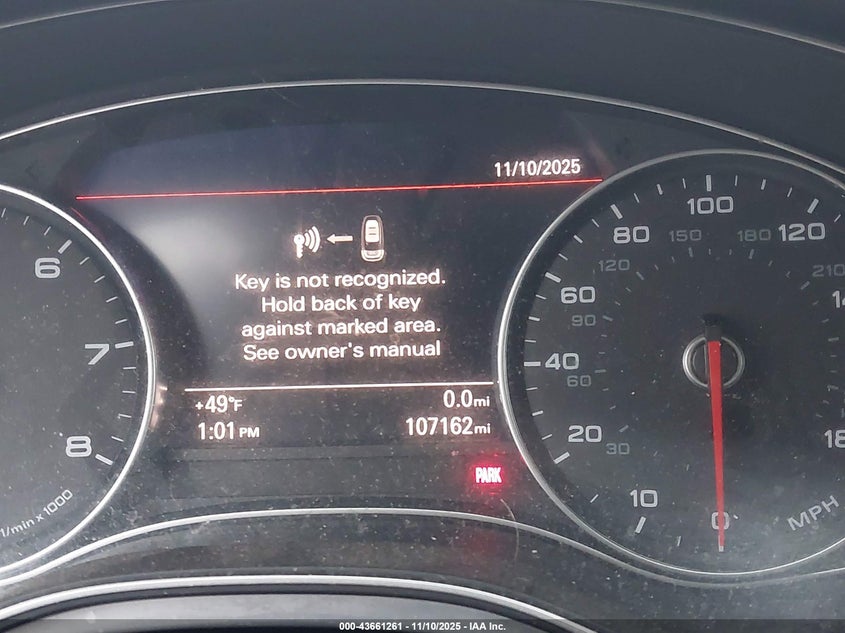 11/10/2025
Key is not recognized.
Hold back of key
against marked area.
See owner's manual
+49°F
0.0mi
1:01 PM
107162mi
PARK
6
7
8
1/min x 1000
0
10
20
30
40
60
60
90
80
120
100
150
120
180
210
MPH
000-43661261 - 11/10/2025 - IAA Inc.